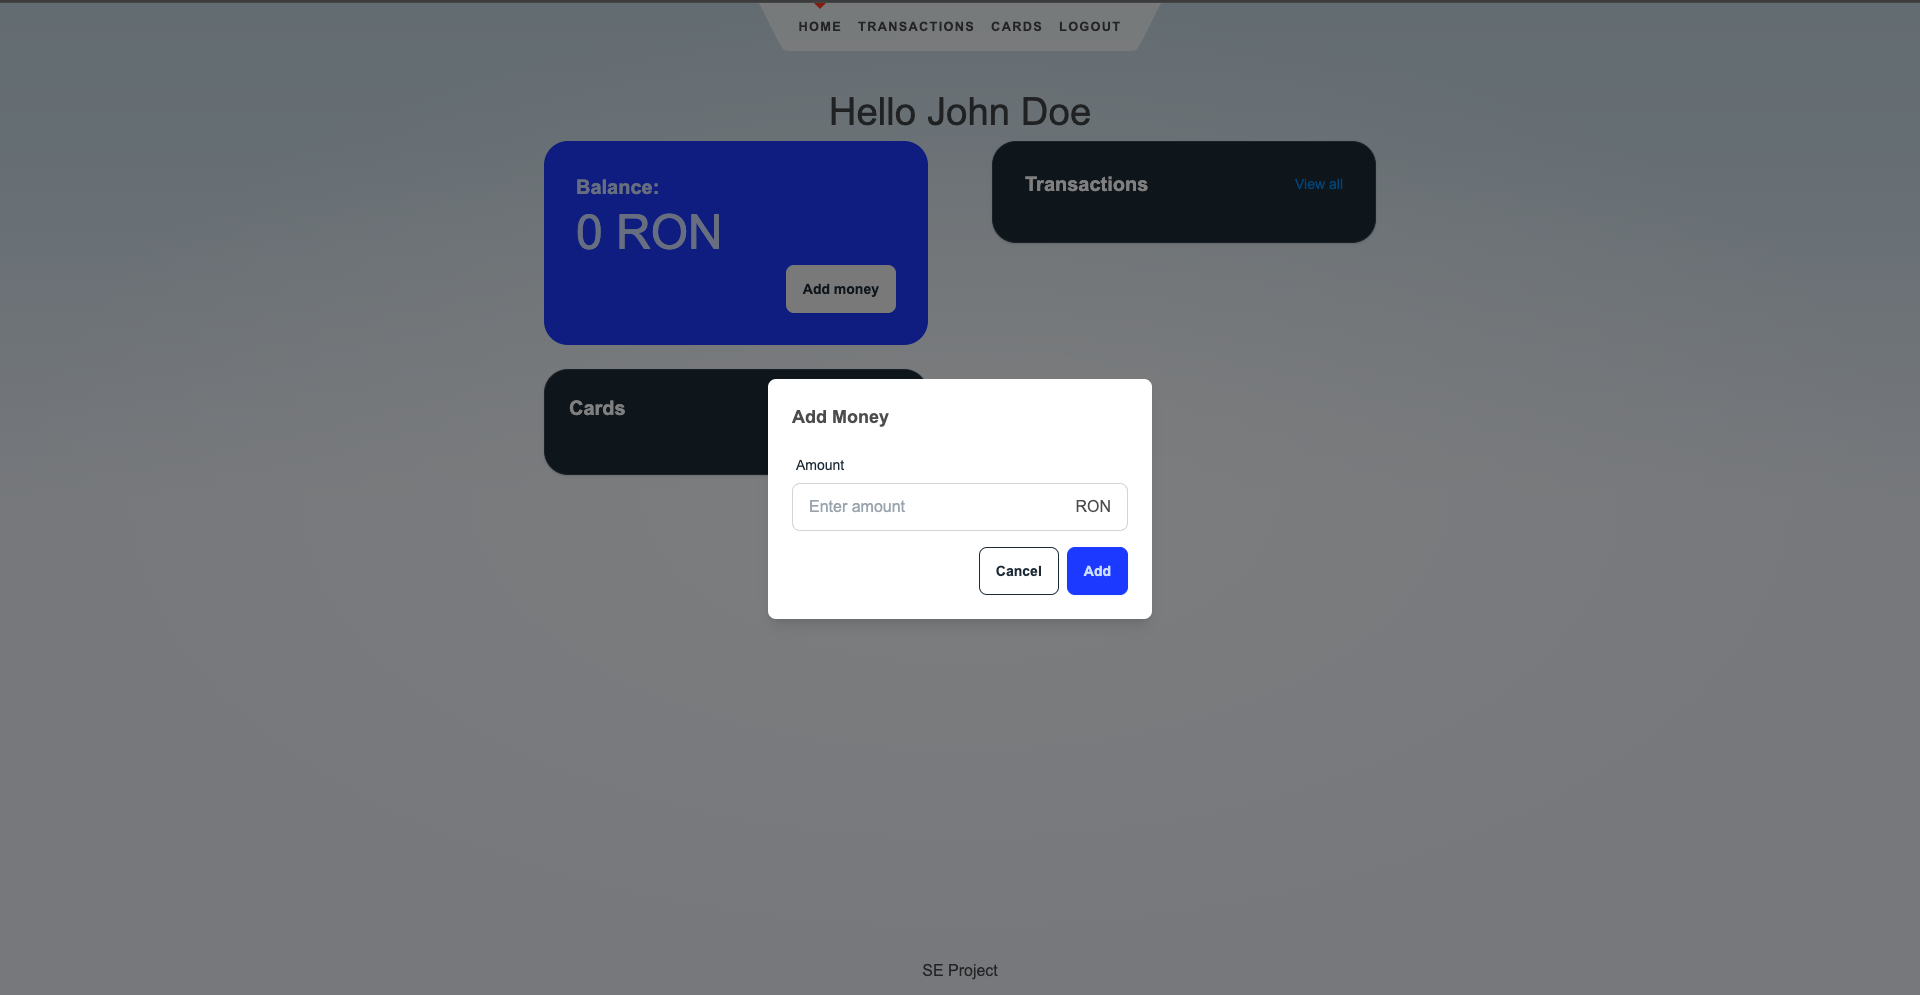 HOME TRANSACTIONS CARDS LOGOUT
Hello John Doe
Balance:
0 RON
Add money
Transactions
View all
Cards
Add Money
Amount
Enter amount
RON
Cancel
Add
SE Project